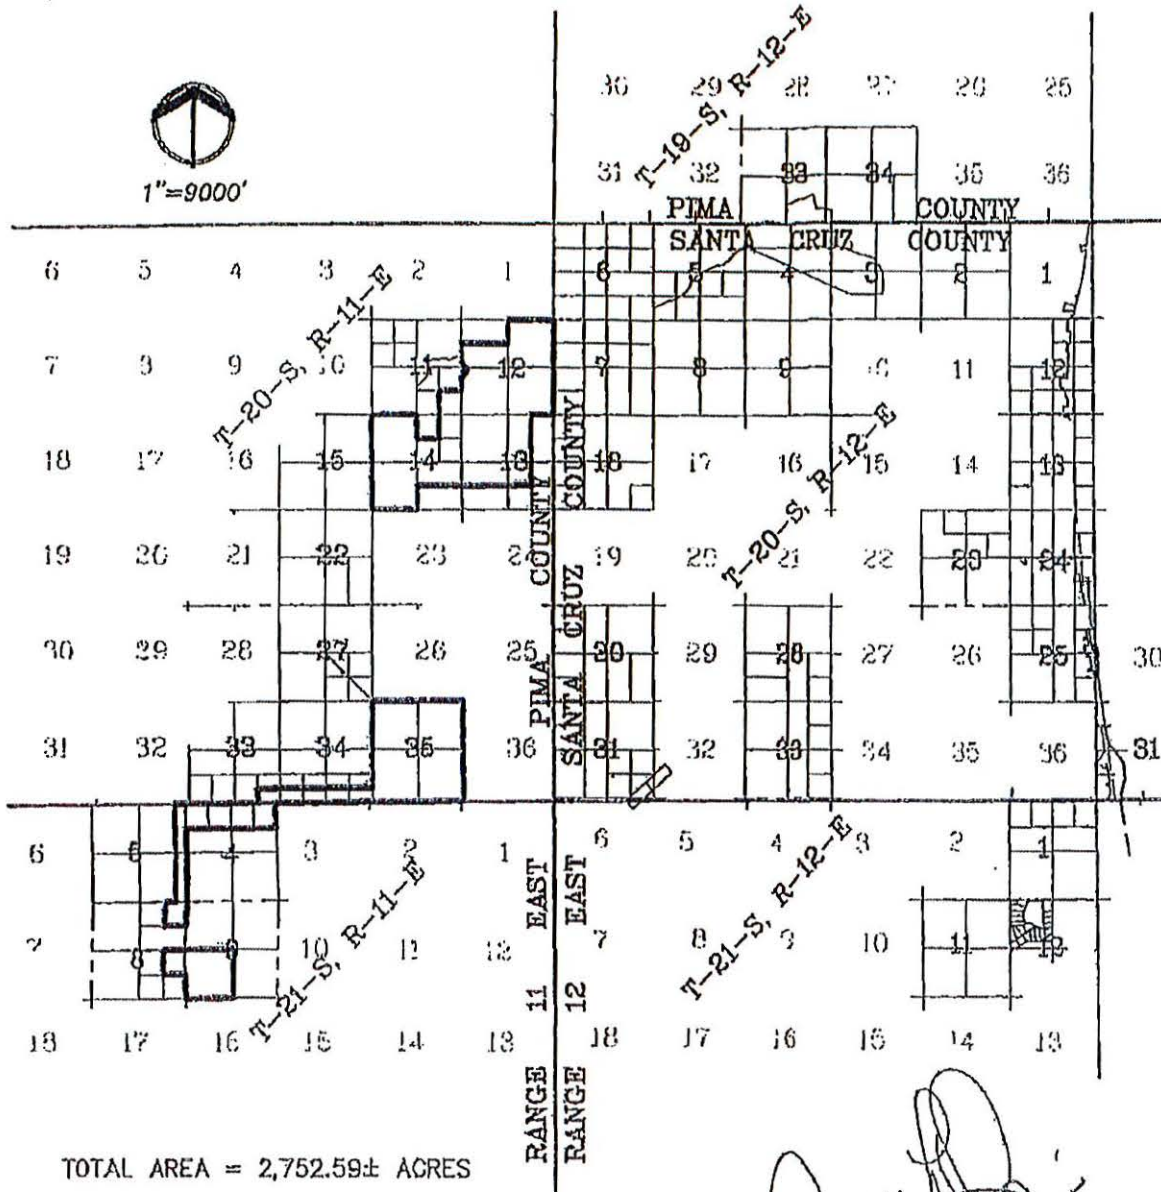 1"=9000'
30 29 28 27 26 25
T-19-S, R-12-E
31 32 33 34 35 36
PIMA COUNTY
SANTA CRUZ COUNTY
6 5 4 3 2 1 6 5 4 3 2 1
T-20-S, R-11-E
7 8 9 10 11 12 7 8 9 10 11 12
18 17 16 15 14 13 18 17 16 15 14 13
T-20-S, R-12-E
PIMA COUNTY
SANTA CRUZ COUNTY
19 20 21 22 23 24 19 20 21 22 23 24
30 29 28 27 26 25 30 29 28 27 26 25 30
31 32 33 34 35 36 31 32 33 34 35 36 31
6 5 4 3 2 1 6 5 4 3 2 1
T-21-S, R-11-E
T-21-S, R-12-E
7 8 9 10 11 12 7 8 9 10 11 12
18 17 16 15 14 13 18 17 16 15 14 13
RANGE 11 EAST
RANGE 12 EAST
TOTAL AREA = 2,752.59± ACRES